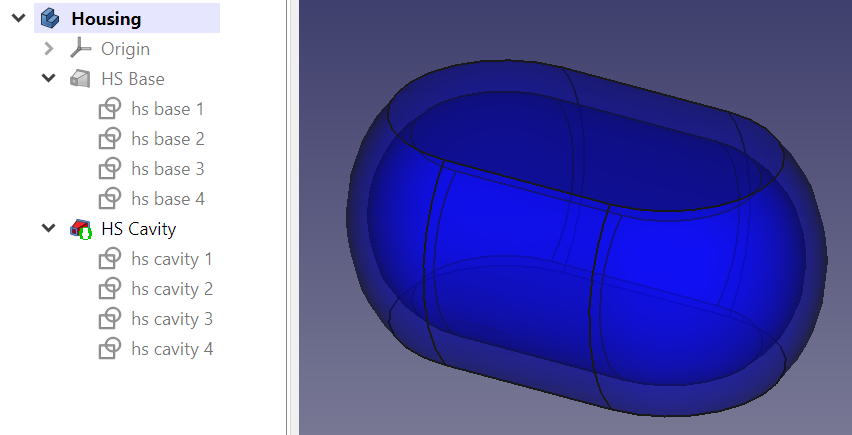 Housing
Origin
HS Base
hs base 1
hs base 2
hs base 3
hs base 4
HS Cavity
hs cavity 1
hs cavity 2
hs cavity 3
hs cavity 4